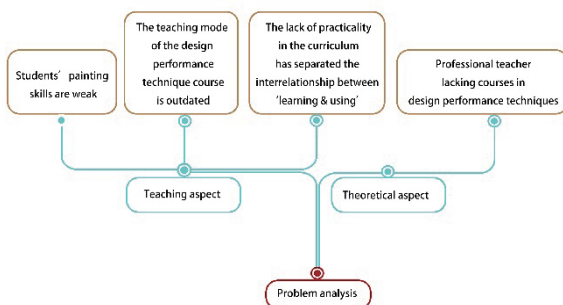 Students' painting
skills are weak
The teaching mode
of the design
performance
technique course
is outdated
The lack of practicality
in the curriculum
has separated the
interrelationship between
'learning & using'
Professional teacher
lacking courses in
design performance techniques
Teaching aspect
Theoretical aspect
Problem analysis